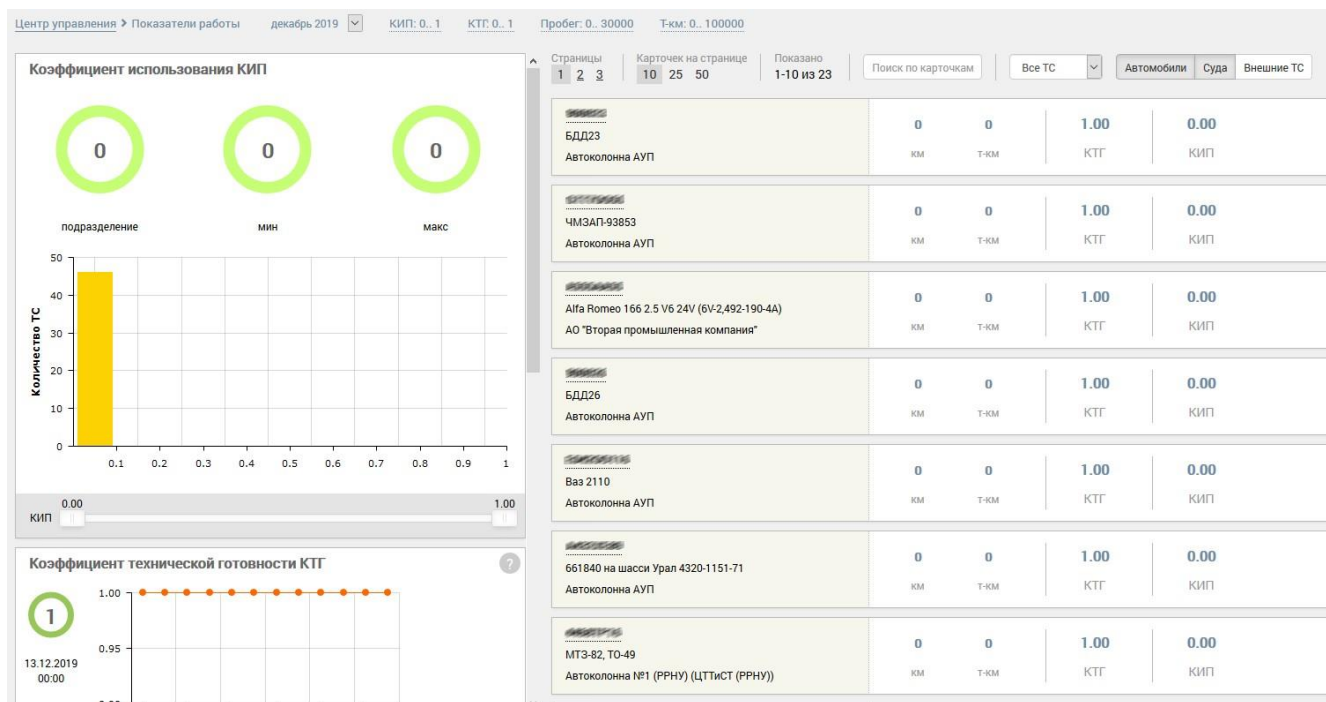 Центр управления > Показатели работы декабрь 2019 КИП: 0.. 1 КТГ: 0.. 1 Пробег: 0.. 30000 Т-км: 0.. 100000
Коэффициент использования КИП
0 0 0
подразделение мин макс
Количество ТС
50
40
30
20
10
0
0.1 0.2 0.3 0.4 0.5 0.6 0.7 0.8 0.9 1
0.00 1.00
КИП
Коэффициент технической готовности КТГ ?
1
13.12.2019
00:00
1.00
0.95
Страницы Карточек на странице Показано
1 2 3 10 25 50 1-10 из 23
Поиск по карточкам Все ТС Автомобили Суда Внешние ТС
БДД23
Автоколонна АУП
0 0 1.00 0.00
км т-км КТГ КИП
ЧМЗАП-93853
Автоколонна АУП
0 0 1.00 0.00
км т-км КТГ КИП
Alfa Romeo 166 2.5 V6 24V (6V-2,492-190-4A)
АО "Вторая промышленная компания"
0 0 1.00 0.00
км т-км КТГ КИП
БДД26
Автоколонна АУП
0 0 1.00 0.00
км т-км КТГ КИП
Ваз 2110
Автоколонна АУП
0 0 1.00 0.00
км т-км КТГ КИП
661840 на шасси Урал 4320-1151-71
Автоколонна АУП
0 0 1.00 0.00
км т-км КТГ КИП
МТЗ-82, ТО-49
Автоколонна №1 (РРНУ) (ЦТТиСТ (РРНУ))
0 0 1.00 0.00
км т-км КТГ КИП